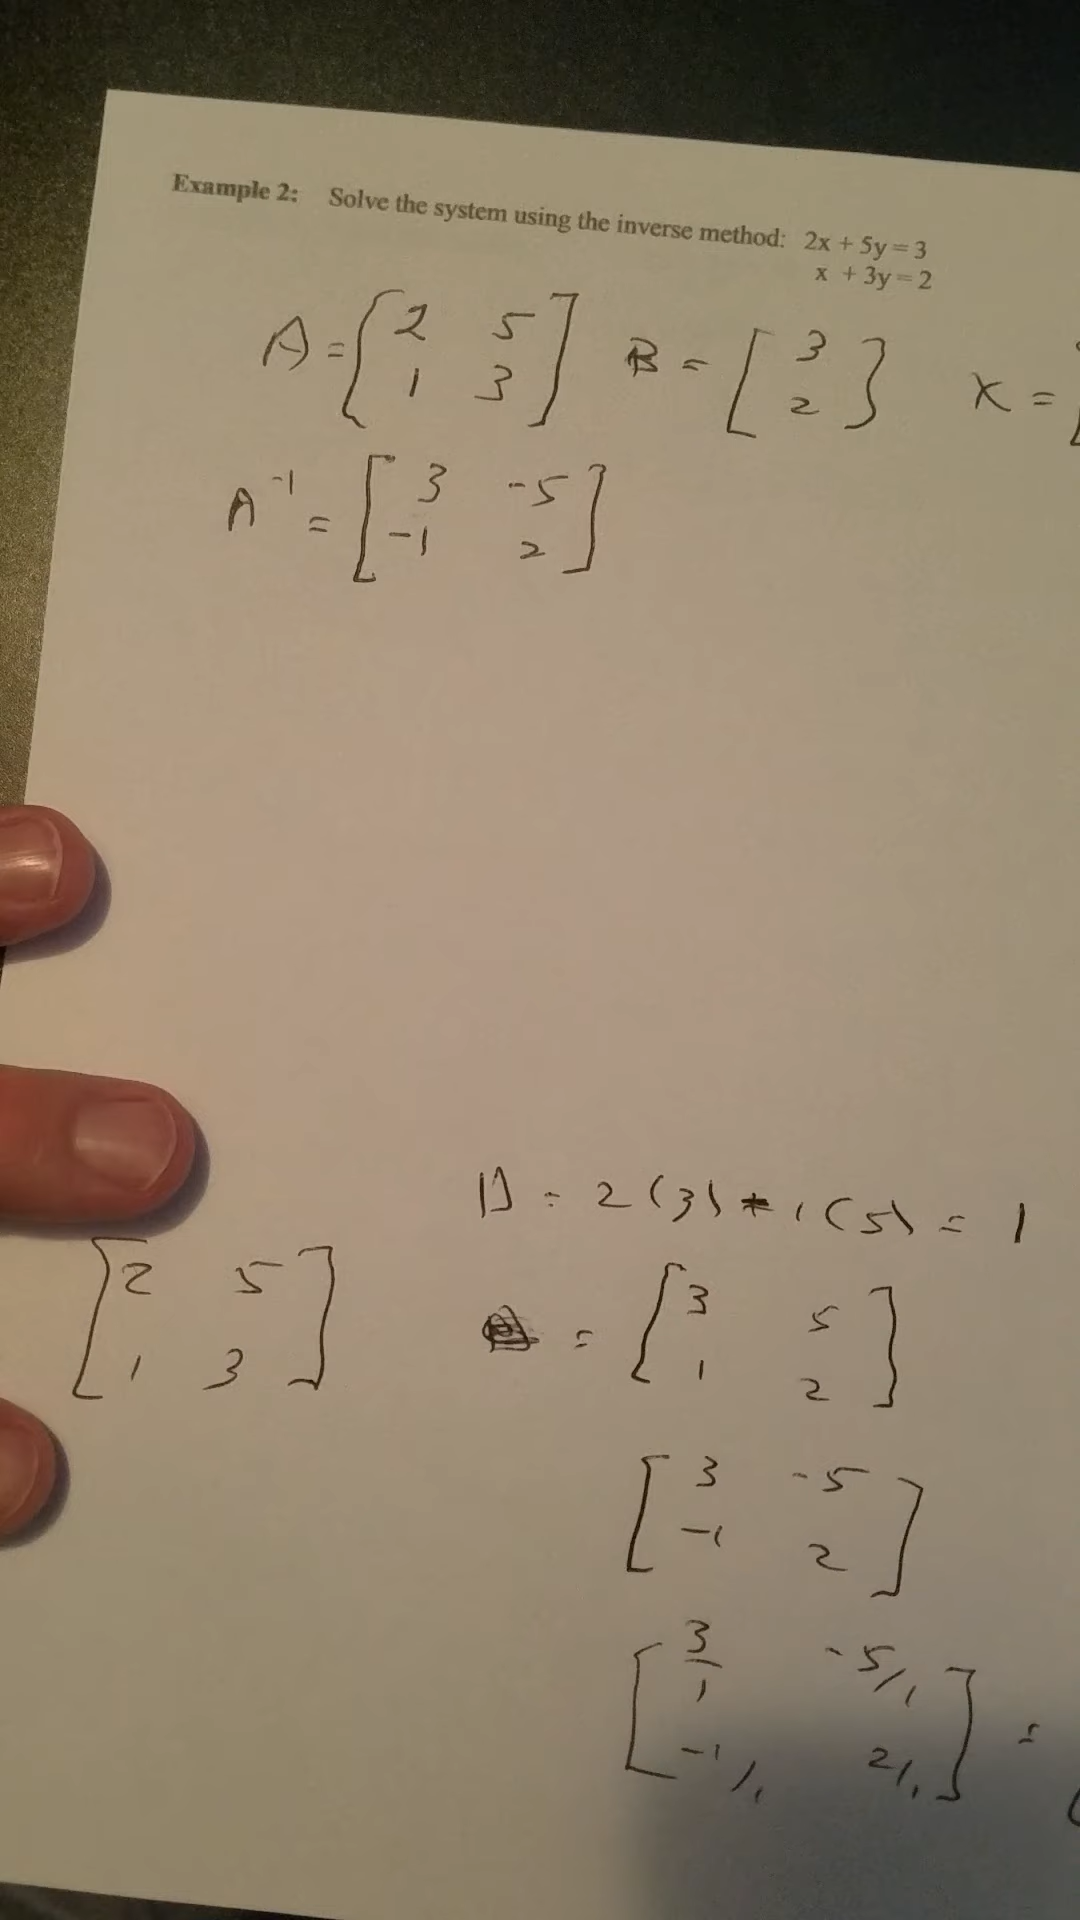 Example 2: Solve the system using the inverse method: 2x + 5y = 3
x + 3y = 2
A = [ 2 5 ] B = [ 3 ] X =
1 3 2
A⁻¹ = [ 3 -5 ]
-1 2
D = 2(3) - 1(5) = 1
[ 2 5 ] = [ 3 5 ]
1 3 1 2
[ 3 -5 ]
-1 2
[ 3/1 -5/1 ] =
-1/1 2/1